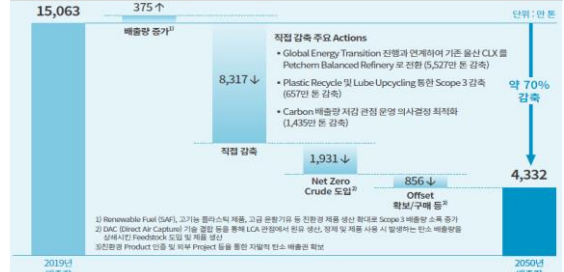 15,063
375↑
단위 : 만 톤
배출량 증가1)
직접 감축 주요 Actions
• Global Energy Transition 진행과 연계하여 기존 울산 CLX 를
Petchem Balanced Refinery 로 전환 (5,527만 톤 감축)
8,317↓
• Plastic Recycle 및 Lube Upcycling 통한 Scope 3 감축
(657만 톤 감축)
약 70%
감축
• Carbon 배출량 저감 관점 운영 의사결정 최적화
(1,435만 톤 감축)
직접 감축
1,931↓
4,332
Net Zero
Crude 도입2)
856↓
Offset
확보/구매 등3)
1) Renewable Fuel (SAF), 고기능 플라스틱 제품, 고급 윤활기유 등 친환경 제품 생산 확대로 Scope 3 배출량 소폭 증가
2) DAC (Direct Air Capture) 기술 결합 등을 통해 LCA 관점에서 원유 생산, 정제 및 제품 사용 시 발생하는 탄소 배출량을
상쇄시킨 Feedstock 도입 및 제품 생산
3)친환경 Product 인증 및 외부 Project 등을 통한 자발적 탄소 배출권 확보
2019년
2050년